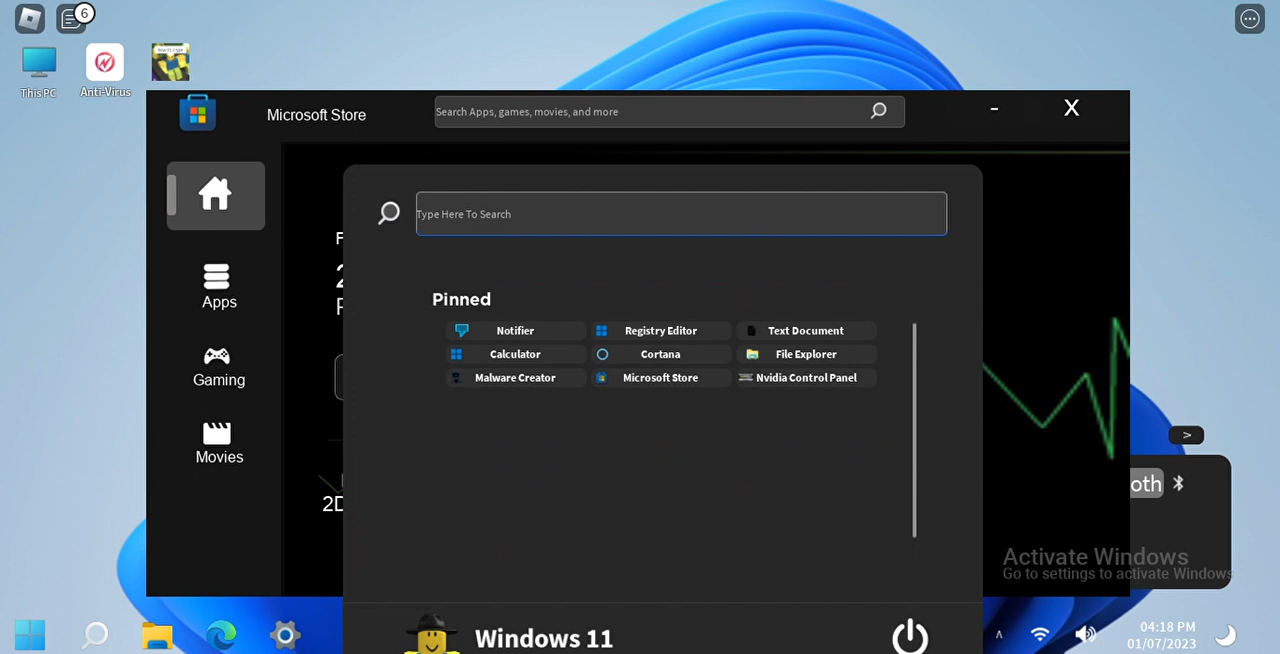 6
This PC
Anti-Virus
Microsoft Store
Search Apps, games, movies, and more
-
X
Type Here To Search
F
2
Pinned
Notifier
Registry Editor
Text Document
Calculator
Cortana
File Explorer
Malware Creator
Microsoft Store
Nvidia Control Panel
Apps
Gaming
Movies
2D
>
oth
Activate Windows
Go to settings to activate Windows
Windows 11
04:18 PM
01/07/2023